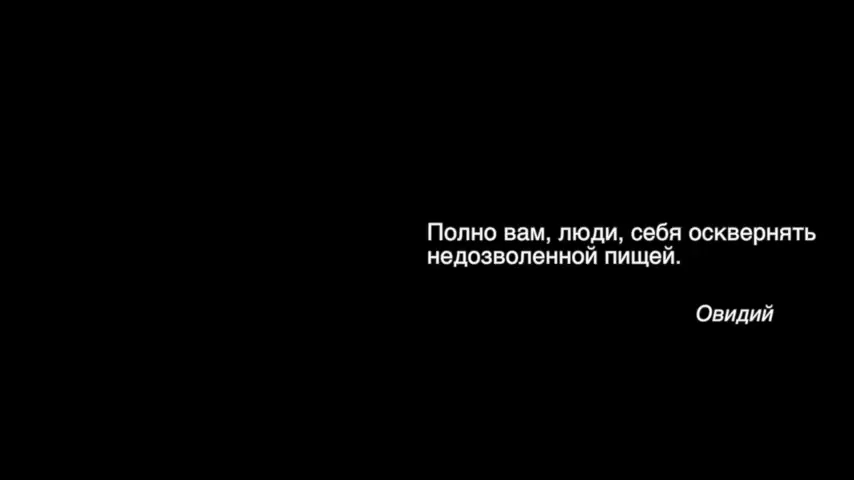 Полно вам, люди, себя осквернять
недозволенной пищей.
Овидий